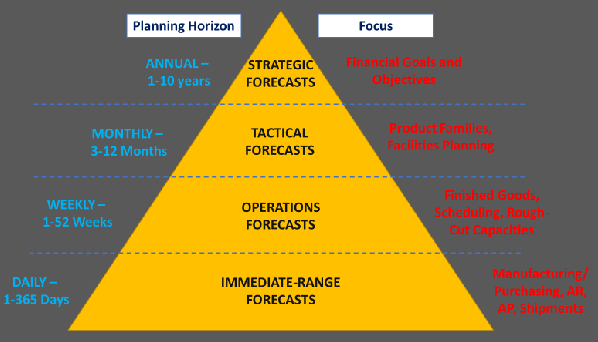 Planning Horizon
Focus
ANNUAL –
1-10 years
STRATEGIC
FORECASTS
Financial Goals and
Objectives
MONTHLY –
3-12 Months
TACTICAL
FORECASTS
Product Families,
Facilities Planning
WEEKLY –
1-52 Weeks
OPERATIONS
FORECASTS
Finished Goods,
Scheduling, Rough-
Cut Capacities
DAILY –
1-365 Days
IMMEDIATE-RANGE
FORECASTS
Manufacturing/
Purchasing, AR,
AP, Shipments